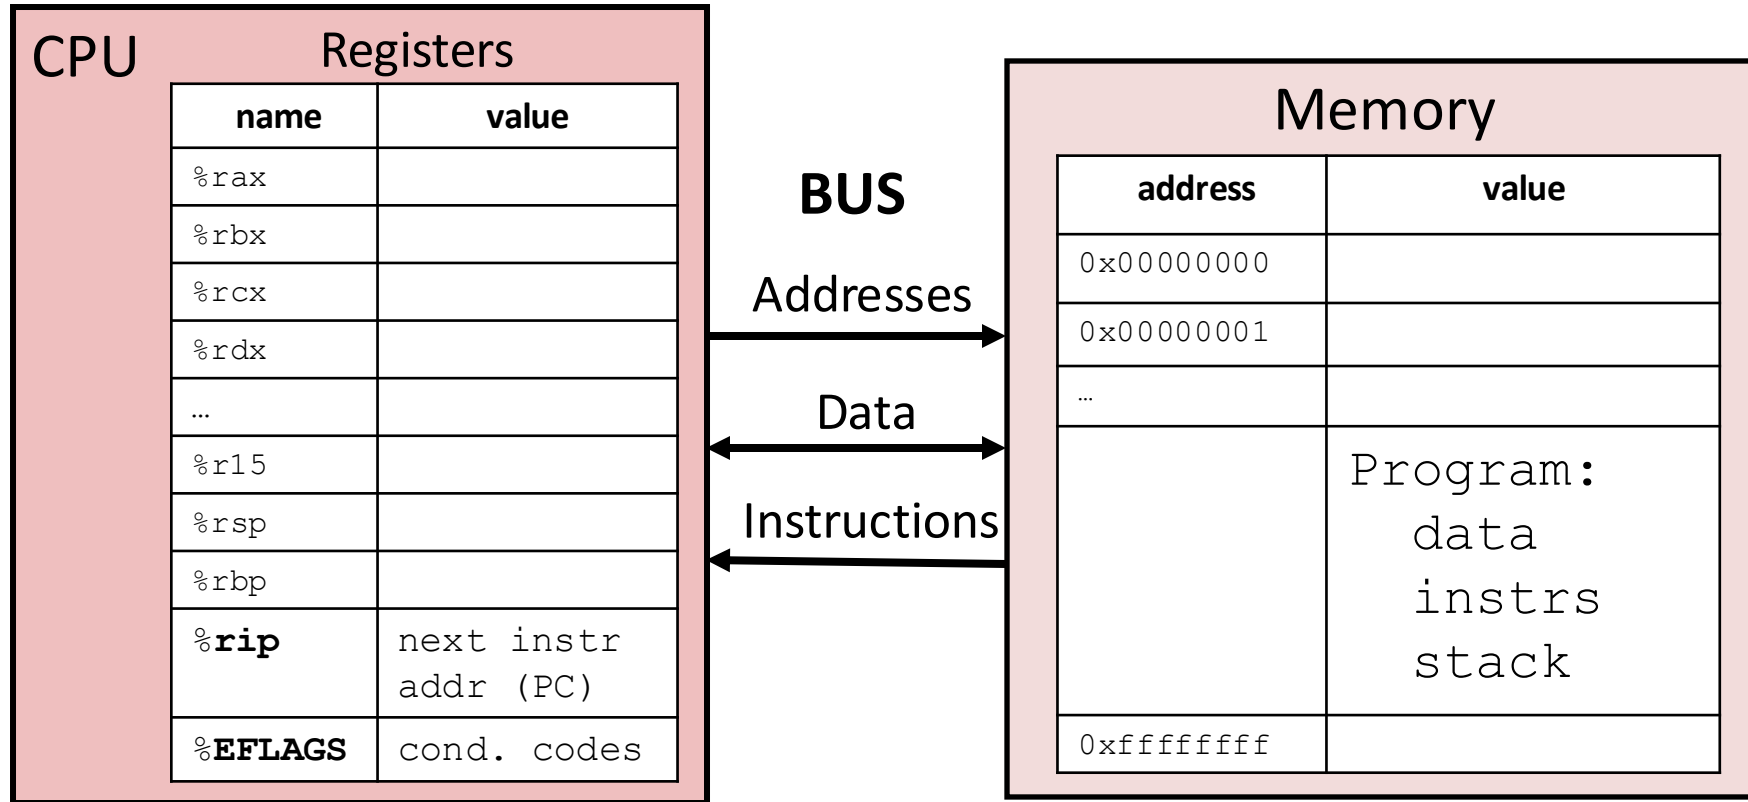 CPU
Registers
name value
%rax
%rbx
%rcx
%rdx
…
%r15
%rsp
%rbp
%rip next instr
addr (PC)
%EFLAGS cond. codes
BUS
Addresses
Data
Instructions
Memory
address value
0x00000000
0x00000001
…
Program:
data
instrs
stack
0xffffffff